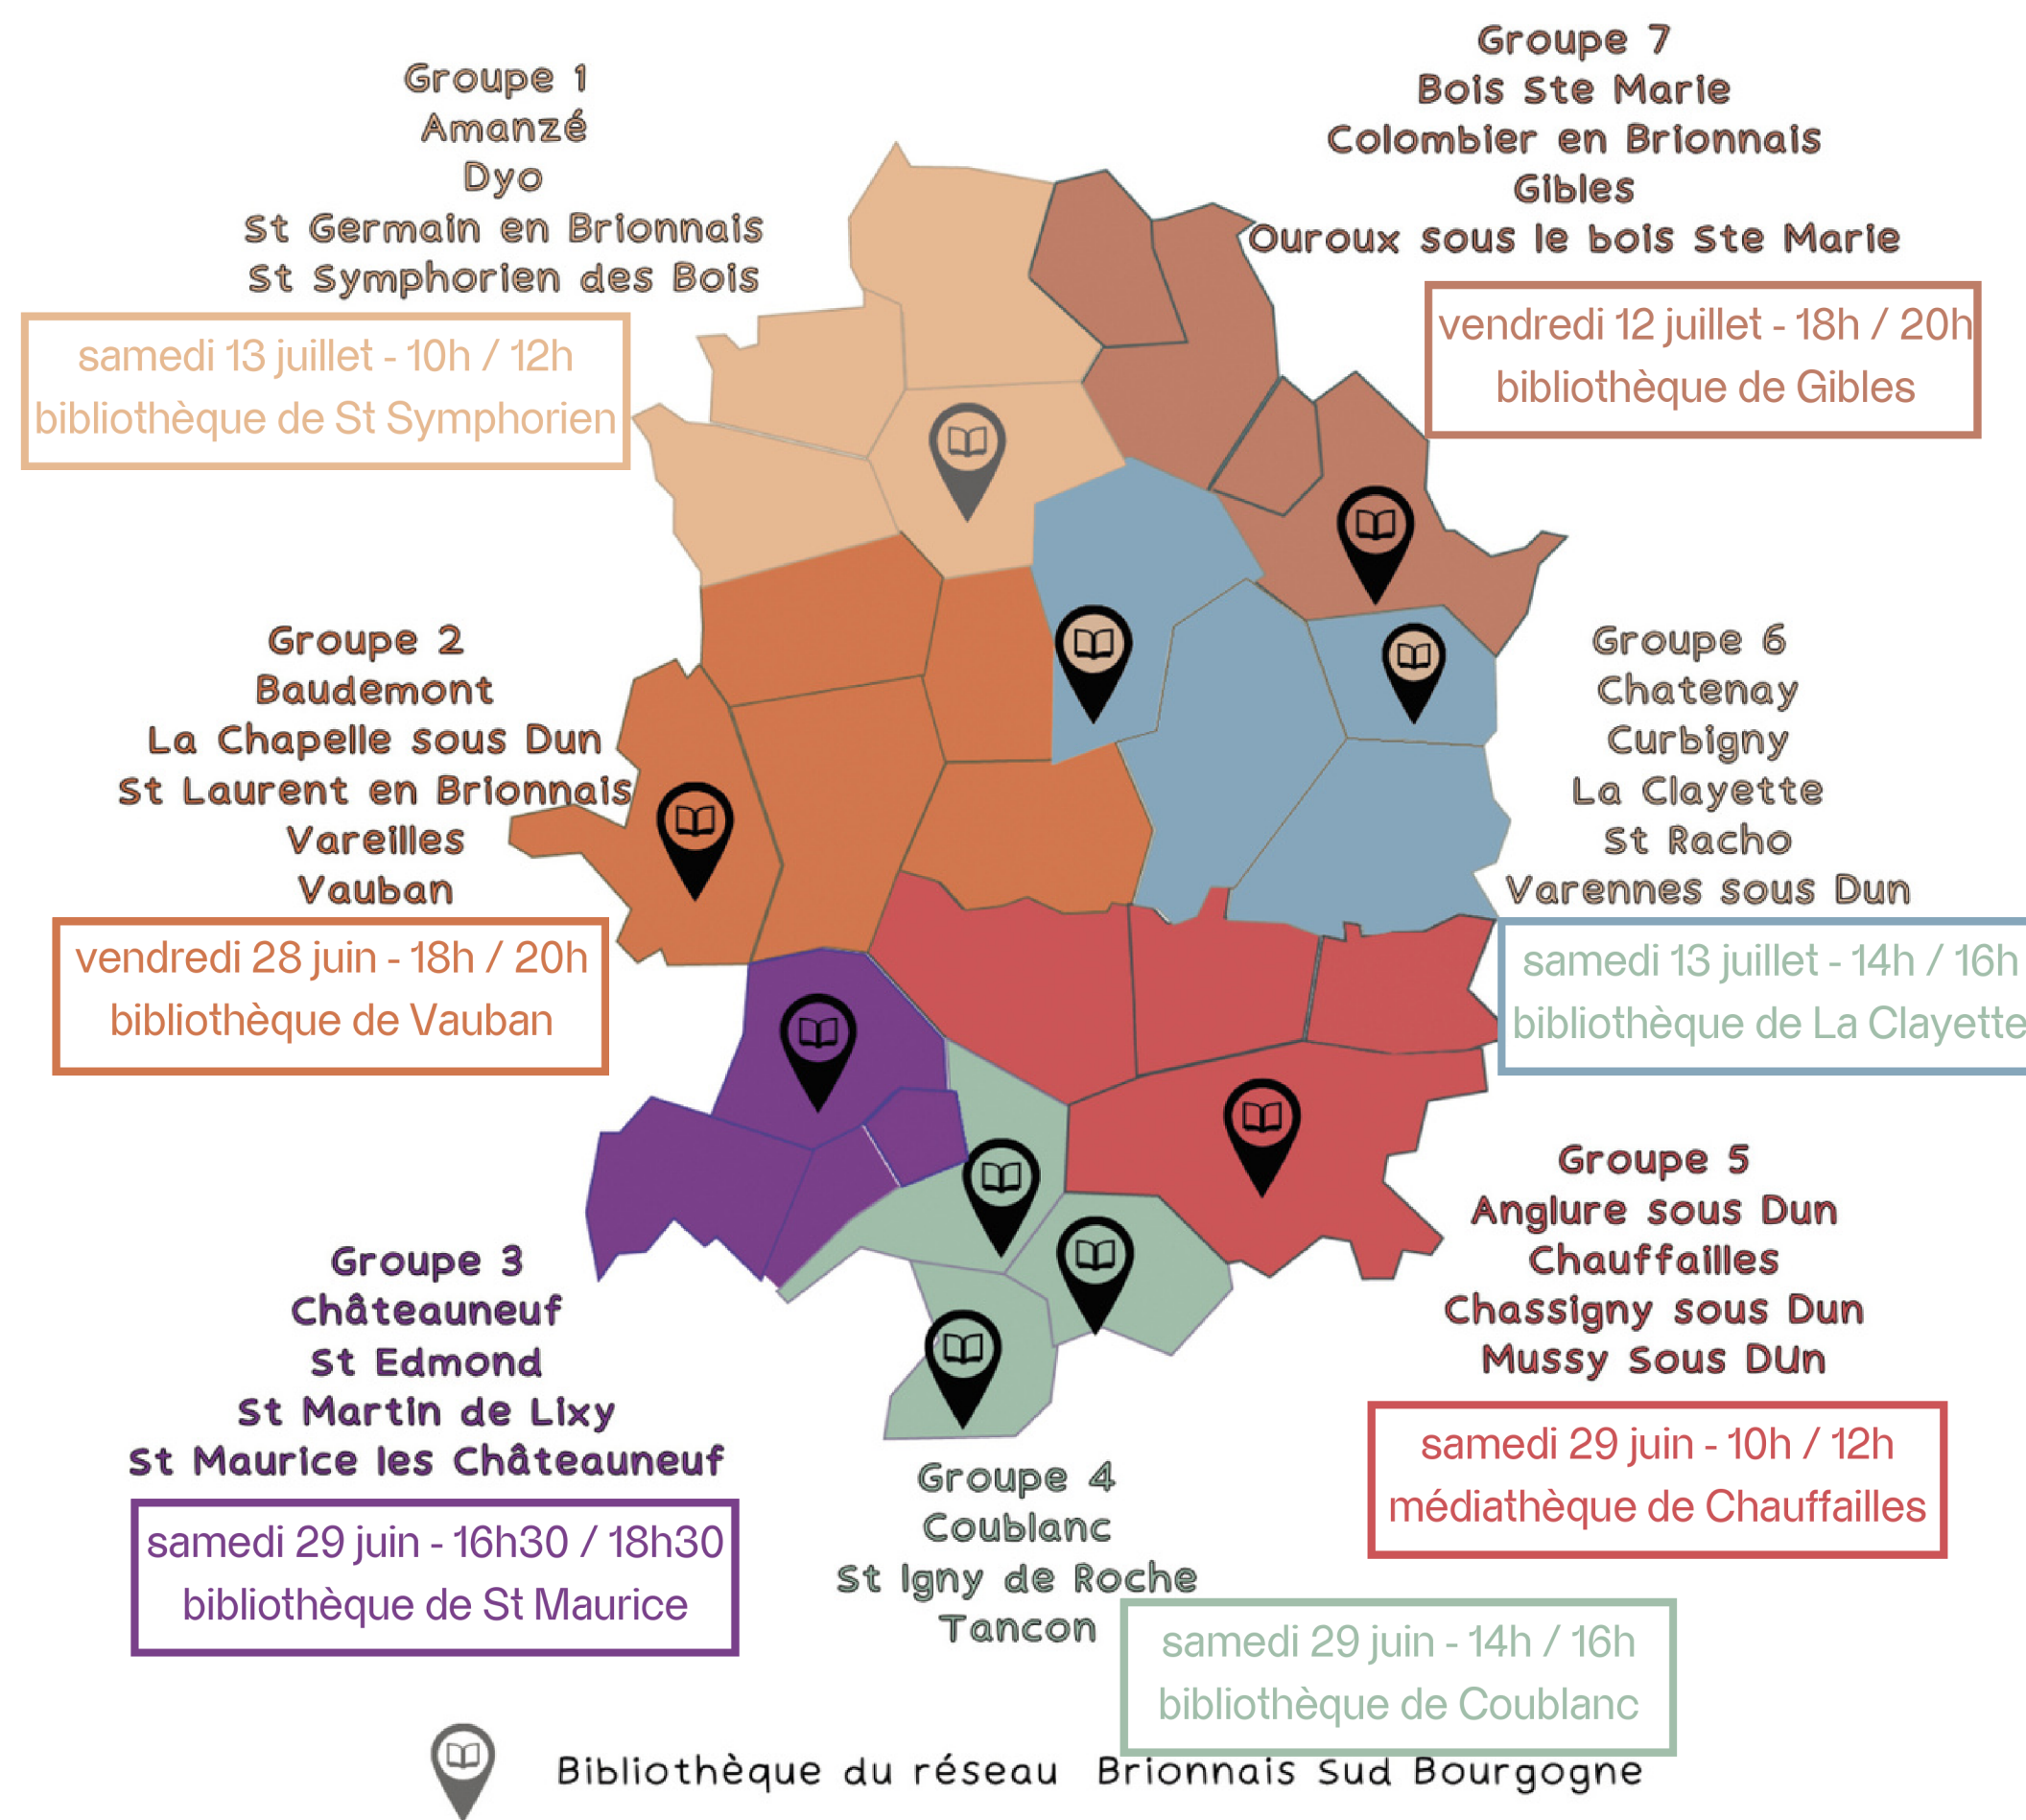 Groupe 1
Amanzé
Dyo
St Germain en Brionnais
St Symphorien des Bois
samedi 13 juillet - 10h / 12h
bibliothèque de St Symphorien
Groupe 7
Bois Ste Marie
Colombier en Brionnais
Gibles
Ouroux sous le bois Ste Marie
vendredi 12 juillet - 18h / 20h
bibliothèque de Gibles
Groupe 2
Baudemont
La Chapelle sous Dun
St Laurent en Brionnais
Vareilles
Vauban
vendredi 28 juin - 18h / 20h
bibliothèque de Vauban
Groupe 6
Chatenay
Curbigny
La Clayette
St Racho
Varennes sous Dun
samedi 13 juillet - 14h / 16h
bibliothèque de La Clayette
Groupe 3
Châteauneuf
St Edmond
St Martin de Lixy
St Maurice les Châteauneuf
samedi 29 juin - 16h30 / 18h30
bibliothèque de St Maurice
Groupe 5
Anglure sous Dun
Chauffailles
Chassigny sous Dun
Mussy Sous DUn
samedi 29 juin - 10h / 12h
médiathèque de Chauffailles
Groupe 4
Coublanc
St Igny de Roche
Tancon
samedi 29 juin - 14h / 16h
bibliothèque de Coublanc
Bibliothèque du réseau Brionnais Sud Bourgogne